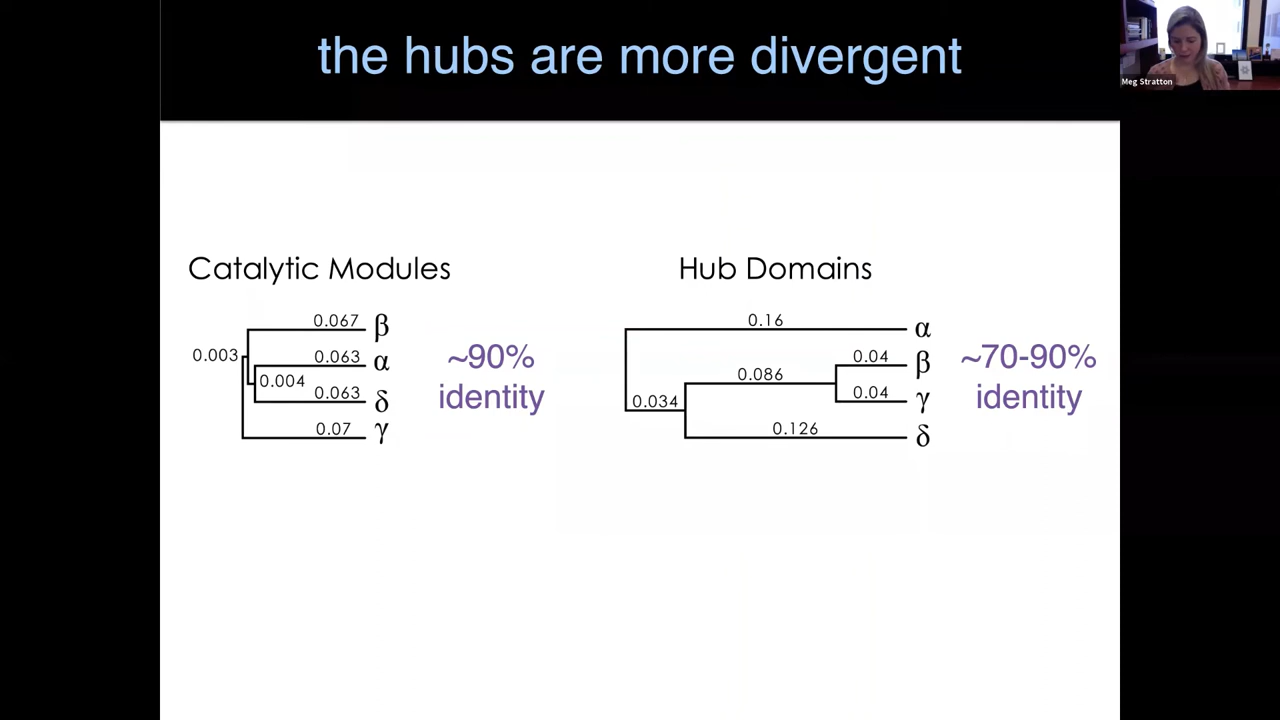 the hubs are more divergent
Meg Stratton
Catalytic Modules
0.067 β
0.003
0.063 α
0.004
0.063 δ
0.07 γ
~90%
identity
Hub Domains
0.16 α
0.04 β
0.086
0.04 γ
0.034
0.126 δ
~70-90%
identity